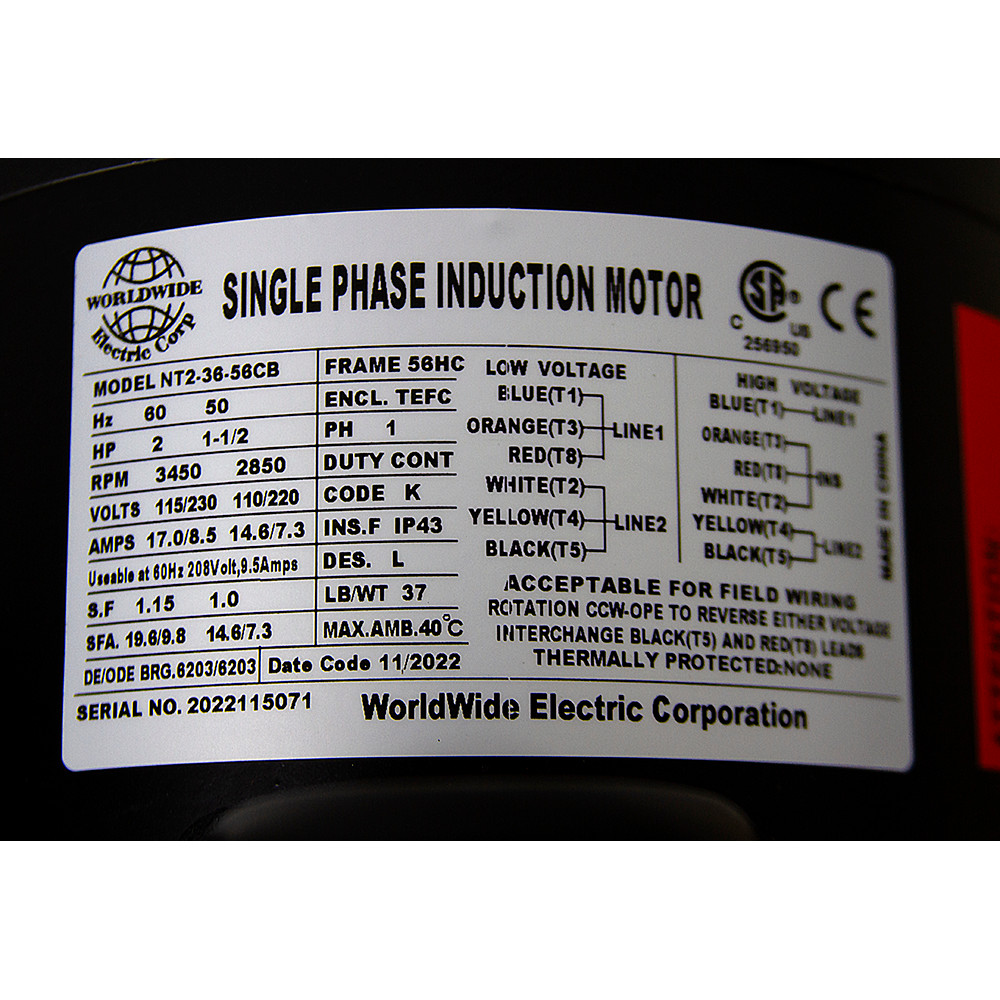 WORLDWIDE
Electric Corp
SINGLE PHASE INDUCTION MOTOR
SA®
C US
256950
CE
MODEL NT2-36-56CB
Hz 60 50
HP 2 1-1/2
RPM 3450 2850
VOLTS 115/230 110/220
AMPS 17.0/8.5 14.6/7.3
Useable at 60Hz 208Volt,9.5Amps
S.F 1.15 1.0
SFA. 19.6/9.8 14.6/7.3
DE/ODE BRG.6203/6203
FRAME 56HC
ENCL. TEFC
PH 1
DUTY CONT
CODE K
INS.F IP43
DES. L
LB/WT 37
MAX.AMB.40°C
Date Code 11/2022
LOW VOLTAGE
BLUE(T1)
ORANGE(T3) LINE1
RED(T8)
WHITE(T2)
YELLOW(T4) LINE2
BLACK(T5)
HIGH VOLTAGE
BLUE(T1) LINE1
ORANGE(T3)
RED(T8) INS
WHITE(T2)
YELLOW(T4) LINE2
BLACK(T5)
MADE IN CHINA
ACCEPTABLE FOR FIELD WIRING
ROTATION CCW-OPE TO REVERSE EITHER VOLTAGE
INTERCHANGE BLACK(T5) AND RED(T8) LEADS
THERMALLY PROTECTED:NONE
SERIAL NO. 2022115071
WorldWide Electric Corporation